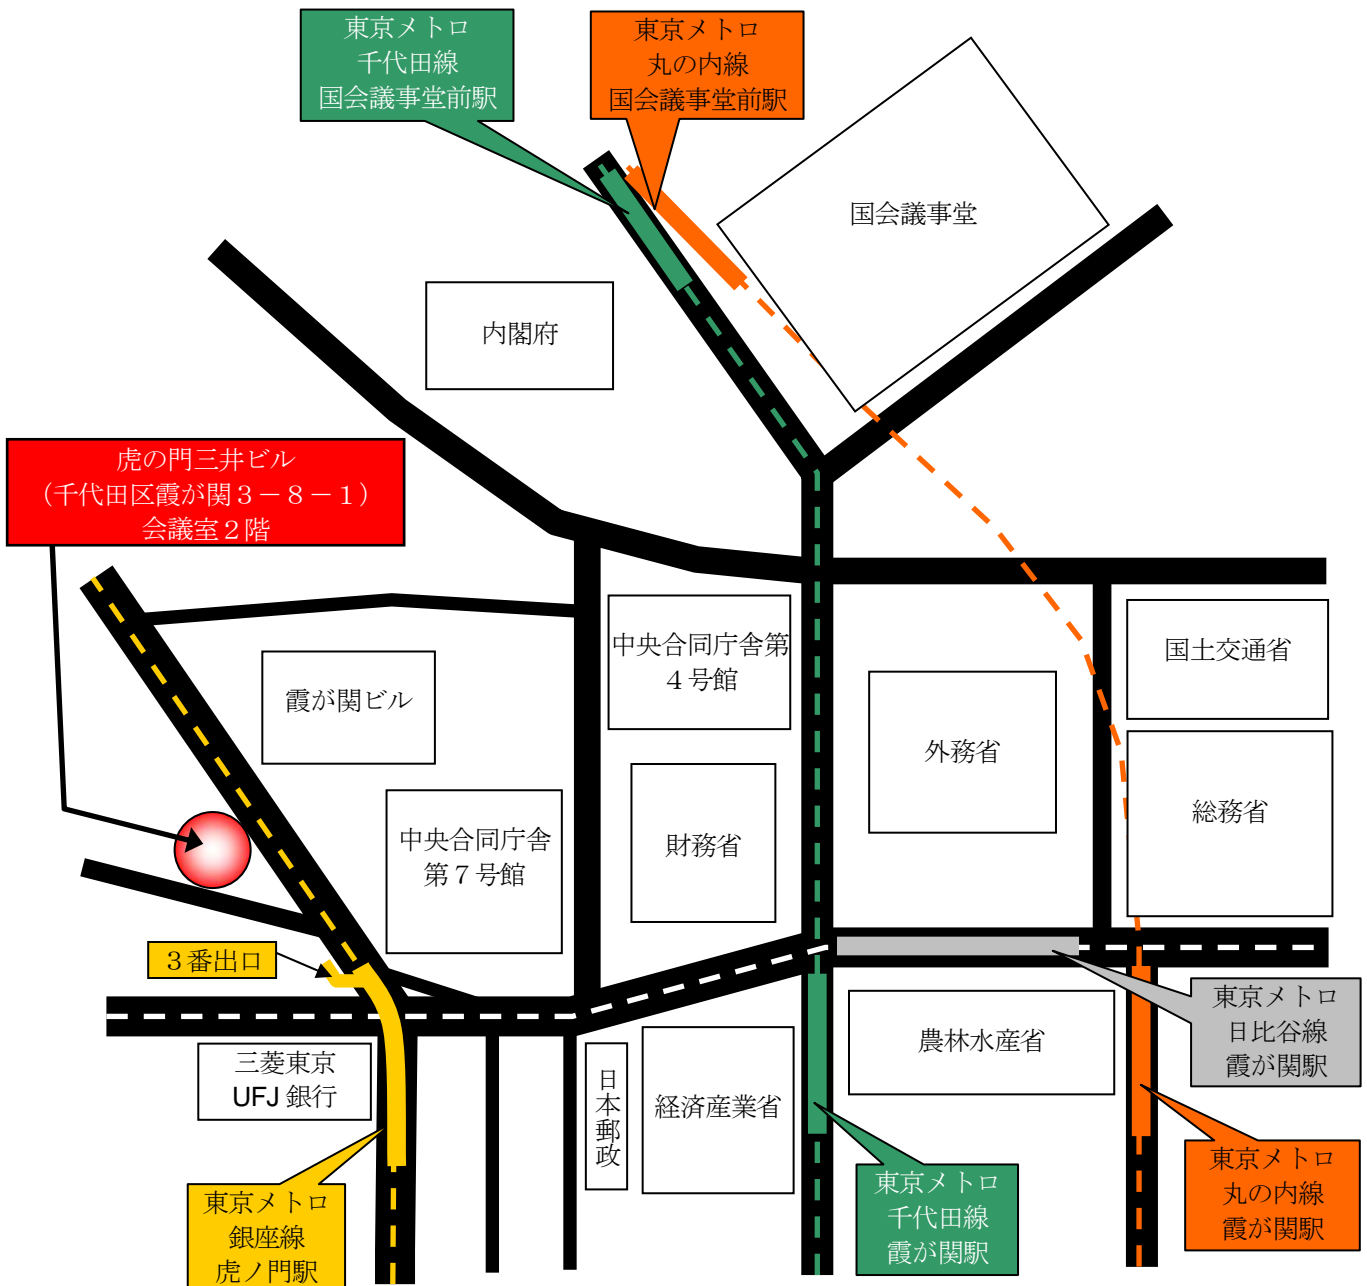 東京メトロ
千代田線
国会議事堂前駅
東京メトロ
丸の内線
国会議事堂前駅
国会議事堂
内閣府
虎の門三井ビル
（千代田区霞が関３－８－１）
会議室２階
中央合同庁舎第
４号館
国土交通省
霞が関ビル
外務省
総務省
中央合同庁舎
第７号館
財務省
３番出口
東京メトロ
日比谷線
霞が関駅
農林水産省
三菱東京
UFJ 銀行
日本郵政
経済産業省
東京メトロ
銀座線
虎ノ門駅
東京メトロ
千代田線
霞が関駅
東京メトロ
丸の内線
霞が関駅